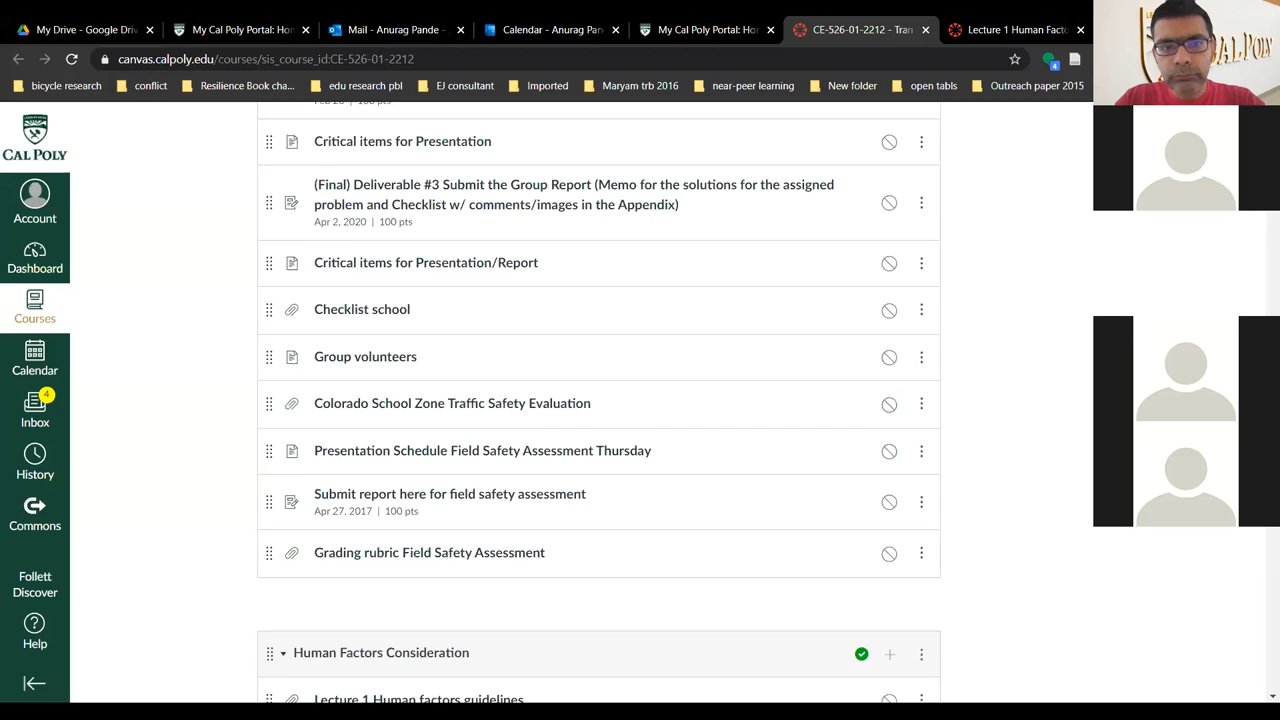 My Drive - Google Driv
My Cal Poly Portal: Ho
Mail - Anurag Pande -
Calendar - Anurag Pan
My Cal Poly Portal: Ho
CE-526-01-2212 - Tran
Lecture 1 Human Facto
canvas.calpoly.edu/courses/sis_course_id:CE-526-01-2212
4
bicycle research
conflict
Resilience Book cha...
edu research pbl
EJ consultant
Imported
Maryam trb 2016
near-peer learning
New folder
open tabls
Outreach paper 2015
CAL POLY
CAL POLY
Account
Dashboard
Courses
Calendar
4
Inbox
History
Commons
Follett
Discover
Help
Critical items for Presentation
(Final) Deliverable #3 Submit the Group Report (Memo for the solutions for the assigned
problem and Checklist w/ comments/images in the Appendix)
Apr 2, 2020 | 100 pts
Critical items for Presentation/Report
Checklist school
Group volunteers
Colorado School Zone Traffic Safety Evaluation
Presentation Schedule Field Safety Assessment Thursday
Submit report here for field safety assessment
Apr 27, 2017 | 100 pts
Grading rubric Field Safety Assessment
Human Factors Consideration
Lecture 1 Human factors guidelines